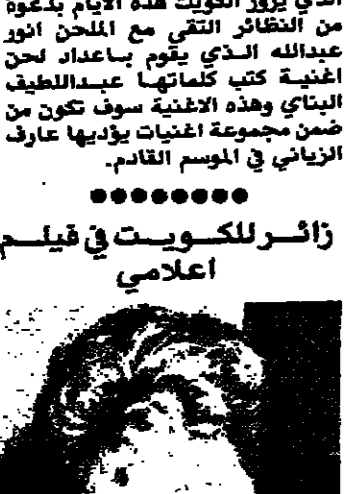 الذي يزور الكويت هذه الايام بدعوة
من النظائر التقى مع الملحن انور
عبدالله الذي يقوم باعداد لحن
اغنية كتب كلماتها عبداللطيف
البناي وهذه الاغنية سوف تكون من
ضمن مجموعة اغنيات يؤديها عارف
الزياني في الموسم القادم.
زائر للكويت في فيلم
اعلامي